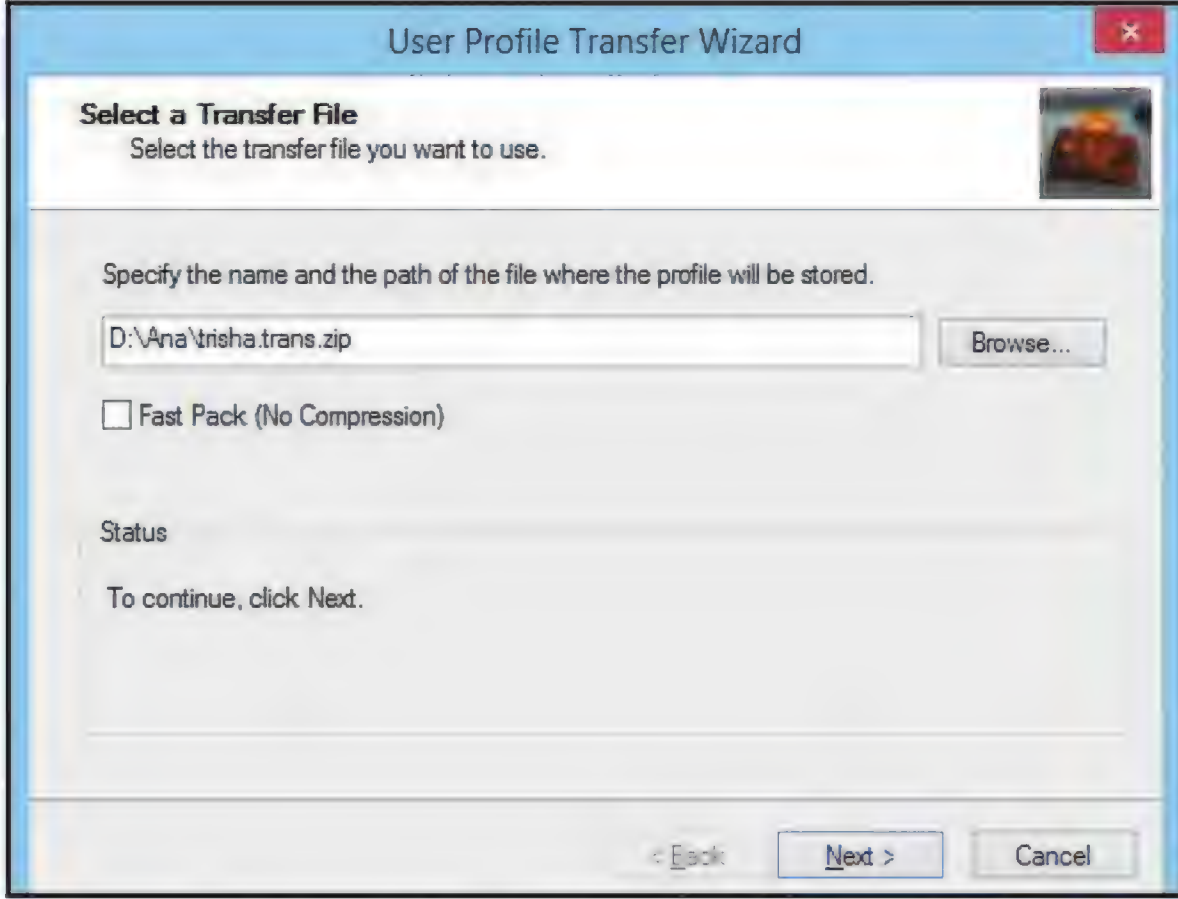 User Profile Transfer Wizard
Select a Transfer File
Select the transfer file you want to use.
Specify the name and the path of the file where the profile will be stored.
D:\Ana\trisha.trans.zip
Browse...
Fast Pack (No Compression)
Status
To continue, click Next.
< Back
Next >
Cancel